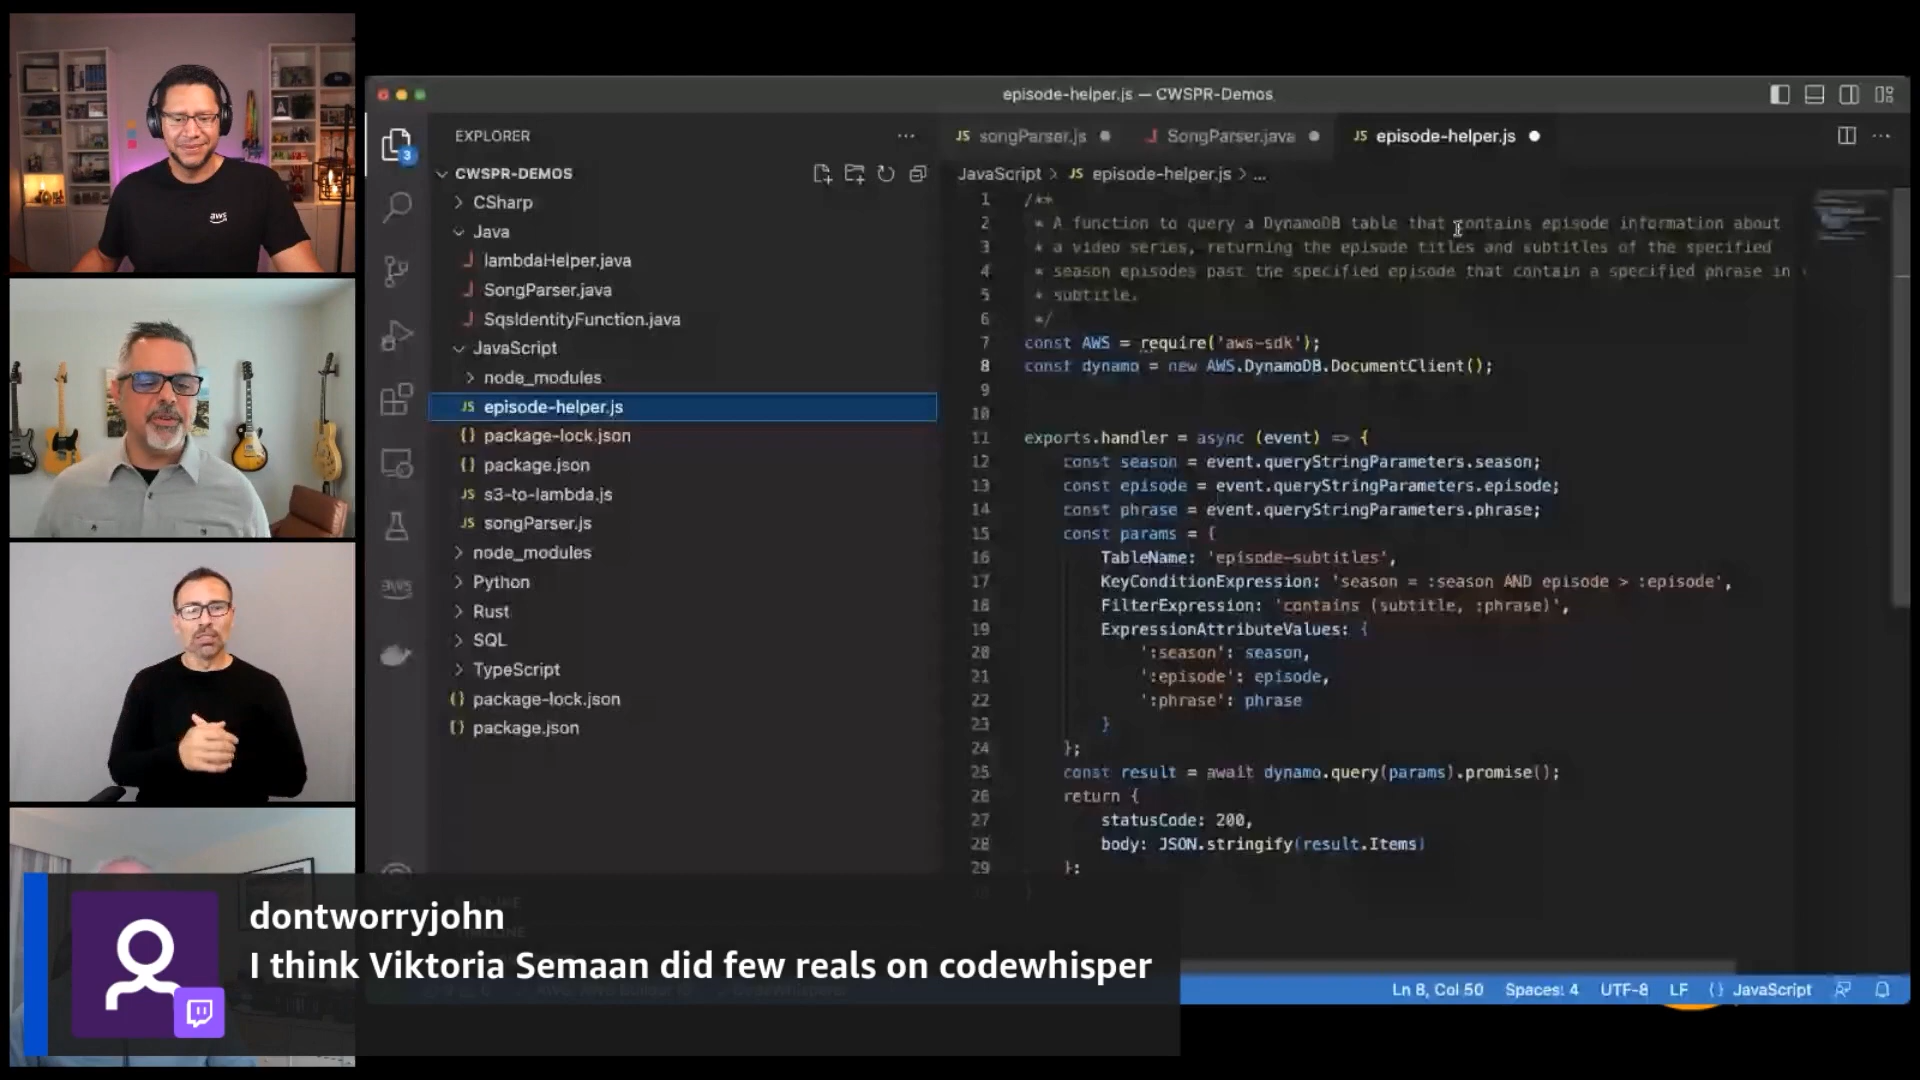 aws
episode-helper.js — CWSPR-Demos
EXPLORER
3
CWSPR-DEMOS
CSharp
Java
lambdaHelper.java
SongParser.java
SqsIdentityFunction.java
JavaScript
node_modules
JS episode-helper.js
{} package-lock.json
{} package.json
JS s3-to-lambda.js
JS songParser.js
node_modules
Python
Rust
SQL
TypeScript
{} package-lock.json
{} package.json
aws
JS songParser.js
J SongParser.java
JS episode-helper.js
JavaScript > JS episode-helper.js > ...
1 /**
2 * A function to query a DynamoDB table that contains episode information about
3 * a video series, returning the episode titles and subtitles of the specified
4 * season episodes past the specified episode that contain a specified phrase in
5 * subtitle.
6 */
7 const AWS = require('aws-sdk');
8 const dynamo = new AWS.DynamoDB.DocumentClient();
9
10
11 exports.handler = async (event) => {
12 const season = event.queryStringParameters.season;
13 const episode = event.queryStringParameters.episode;
14 const phrase = event.queryStringParameters.phrase;
15 const params = {
16 TableName: 'episode-subtitles',
17 KeyConditionExpression: 'season = :season AND episode > :episode',
18 FilterExpression: 'contains (subtitle, :phrase)',
19 ExpressionAttributeValues: {
20 ':season': season,
21 ':episode': episode,
22 ':phrase': phrase
23 }
24 };
25 const result = await dynamo.query(params).promise();
26 return {
27 statusCode: 200,
28 body: JSON.stringify(result.Items)
29 };
}
Ln 8, Col 50 Spaces: 4 UTF-8 LF {} JavaScript
dontworryjohn
I think Viktoria Semaan did few reals on codewhisper